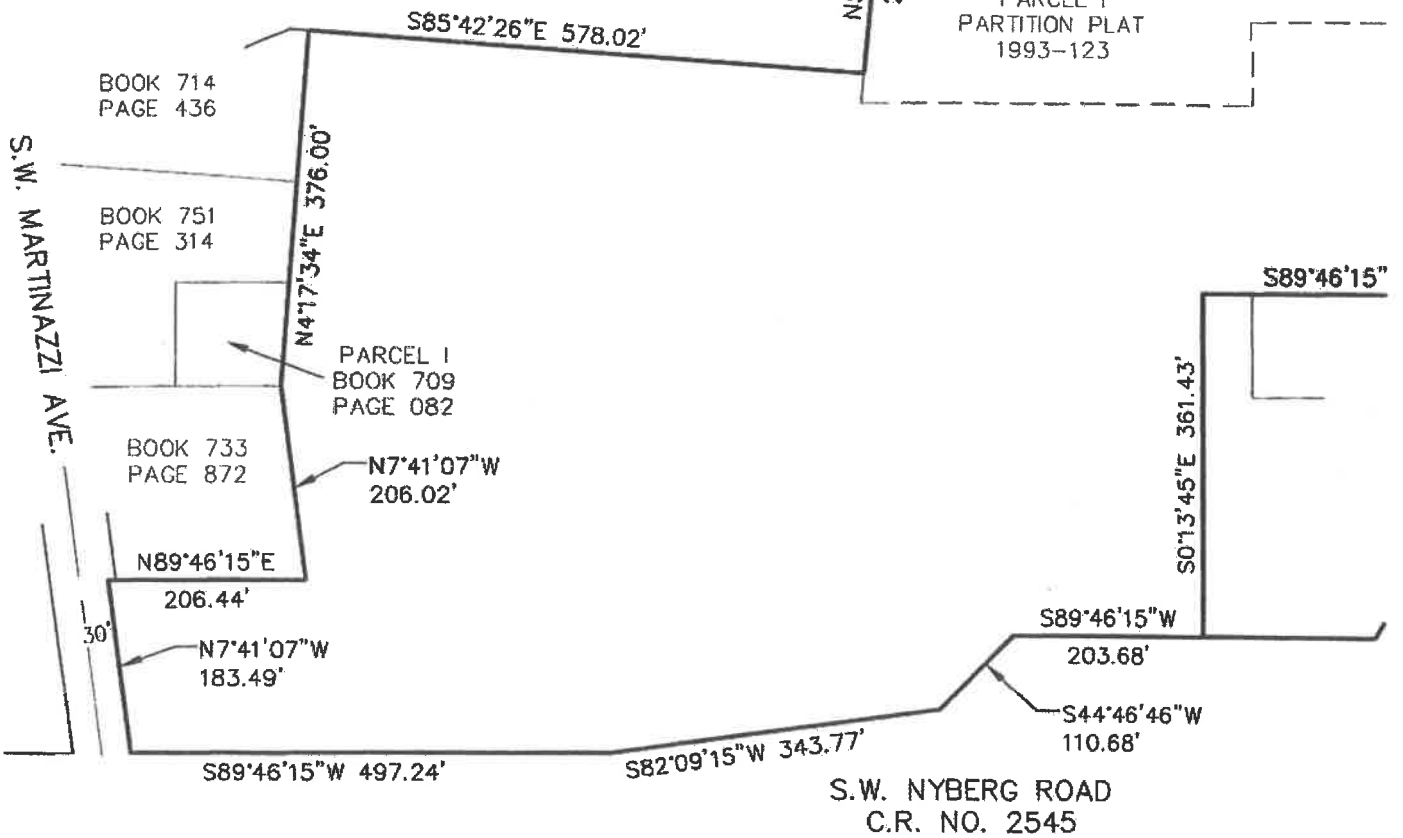 S85°42'26"E 578.02'
PARCEL I
PARTITION PLAT
1993-123
BOOK 714
PAGE 436
N4°17'34"E 376.00'
S.W. MARTINAZZI AVE.
BOOK 751
PAGE 314
S89°46'15"
PARCEL I
BOOK 709
PAGE 082
S0°13'45"E 361.43'
BOOK 733
PAGE 872
N7°41'07"W
206.02'
N89°46'15"E
206.44'
30'
N7°41'07"W
183.49'
S89°46'15"W
203.68'
S44°46'46"W
110.68'
S89°46'15"W 497.24'
S82°09'15"W 343.77'
S.W. NYBERG ROAD
C.R. NO. 2545